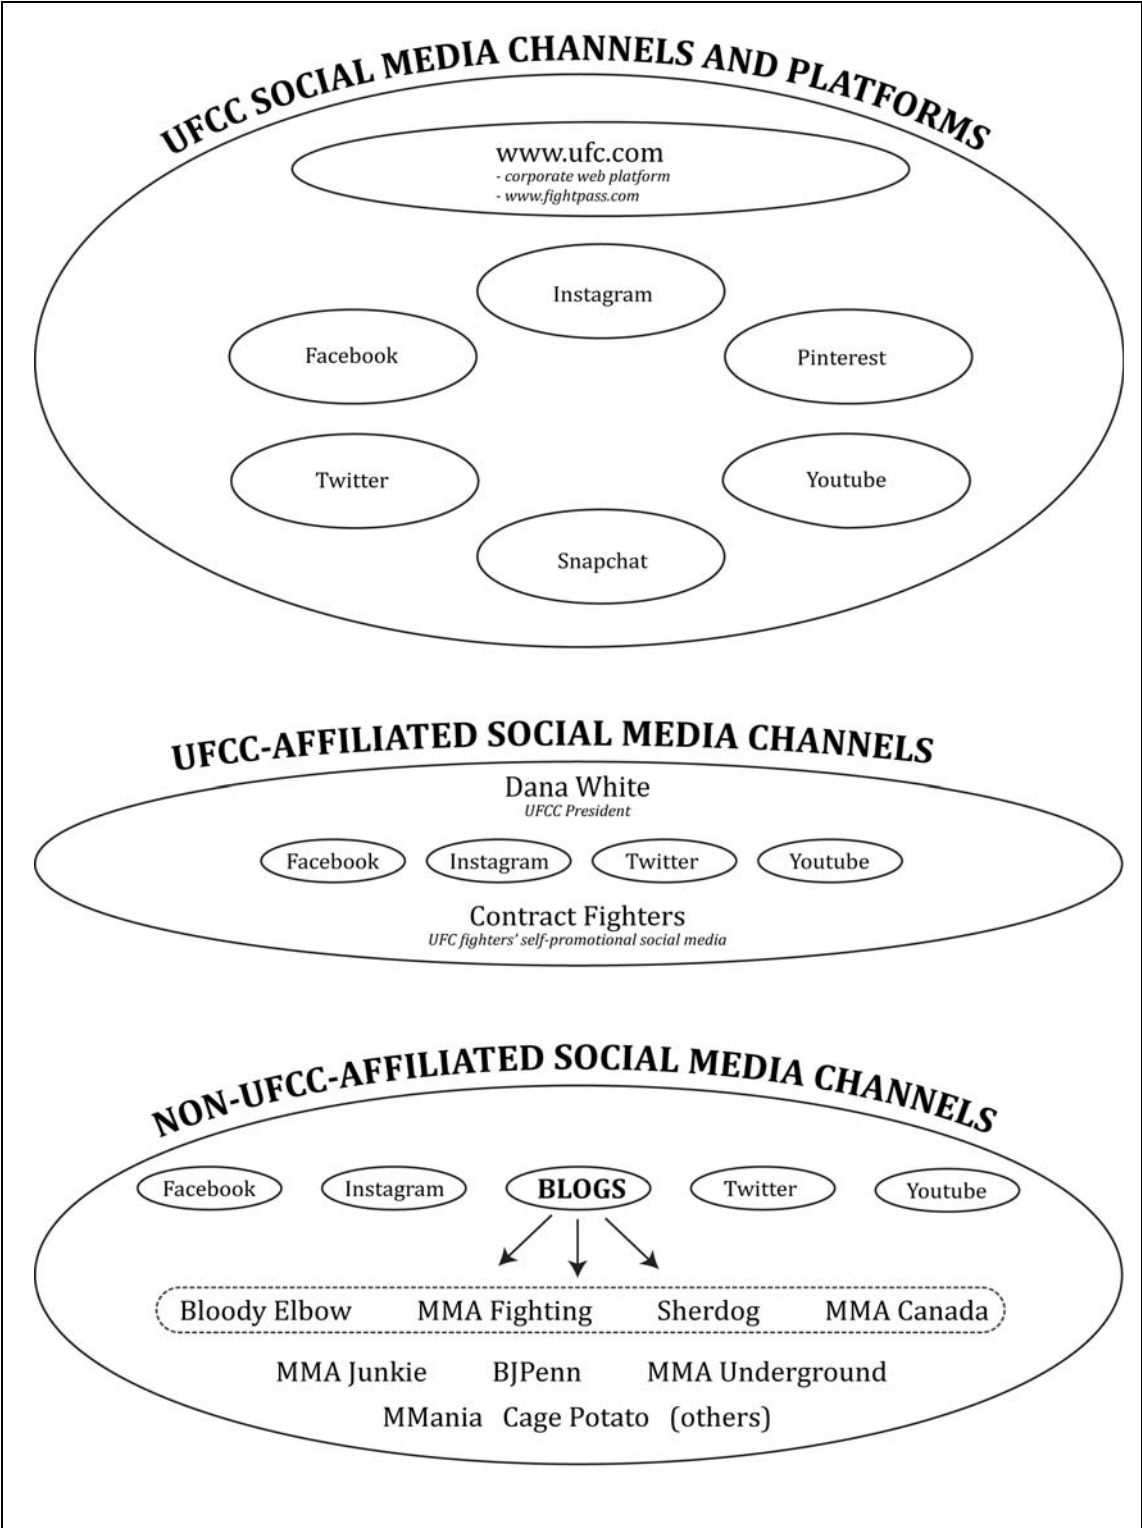 UFCC SOCIAL MEDIA CHANNELS AND PLATFORMS
www.ufc.com
- corporate web platform
- www.fightpass.com
Instagram
Facebook
Pinterest
Twitter
Youtube
Snapchat
UFCC-AFFILIATED SOCIAL MEDIA CHANNELS
Dana White
UFCC President
Facebook Instagram Twitter Youtube
Contract Fighters
UFC fighters' self-promotional social media
NON-UFCC-AFFILIATED SOCIAL MEDIA CHANNELS
Facebook Instagram BLOGS Twitter Youtube
Bloody Elbow MMA Fighting Sherdog MMA Canada
MMA Junkie BJPenn MMA Underground
MMania Cage Potato (others)